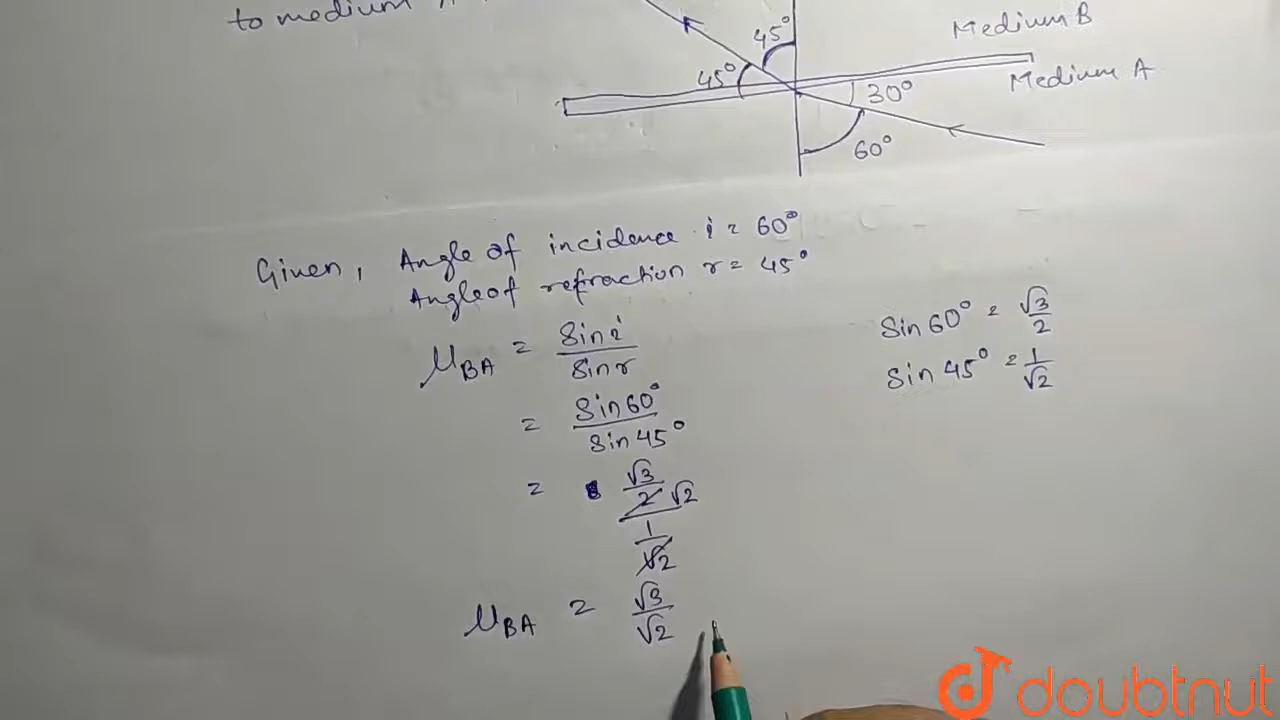 to medium
45°
Medium B
45°
Medium A
30°
60°
Given, Angle of incidence i = 60°
Angle of refraction r = 45°
μBA = Sin i / Sin r
Sin 60° = √3/2
Sin 45° = 1/√2
= Sin 60° / Sin 45°
= √3/2 √2 / 1/√2
μBA = √3/√2
doubtnut